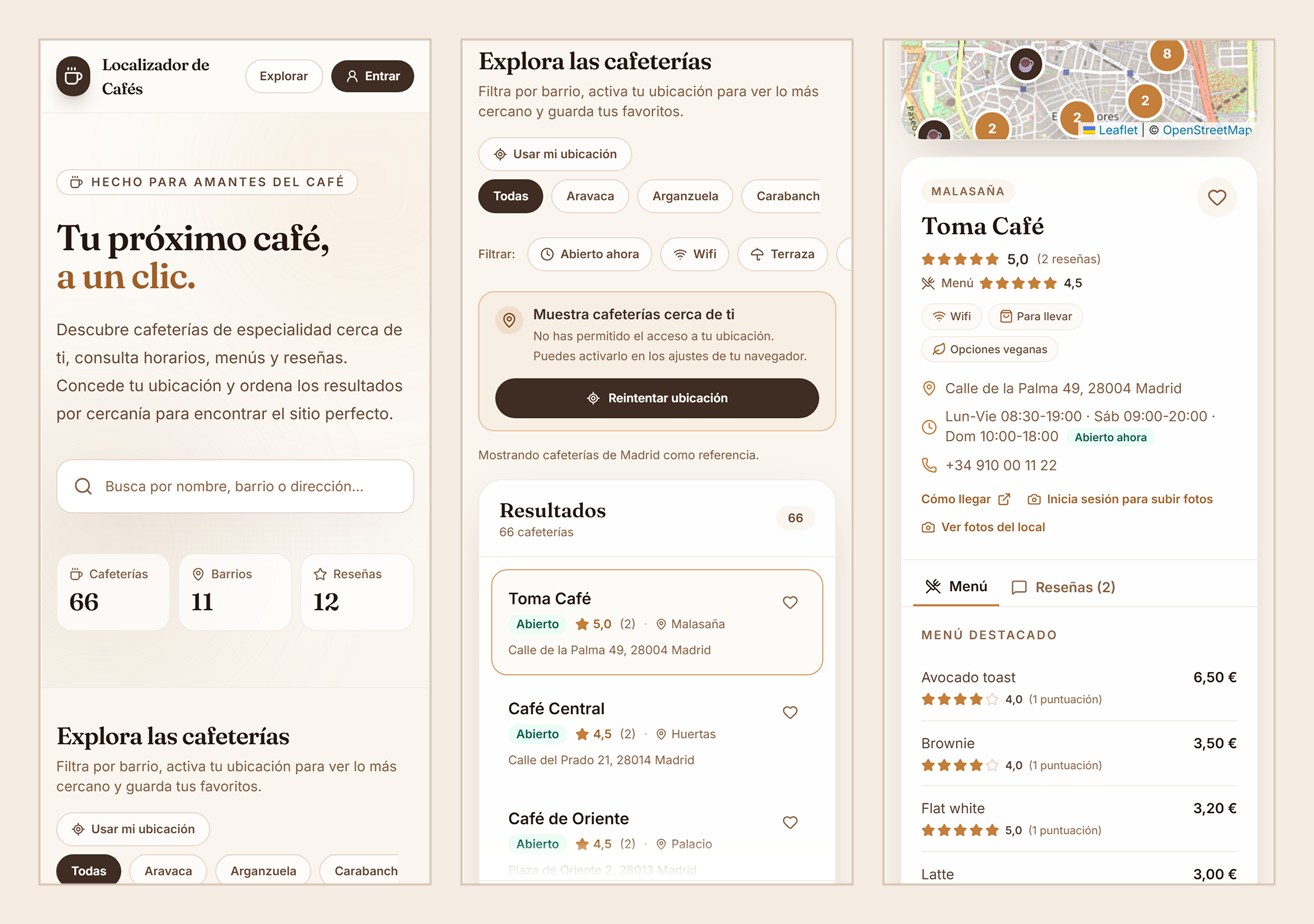 Localizador de
Cafés
Explorar
Entrar
HECHO PARA AMANTES DEL CAFÉ
Tu próximo café,
a un clic.
Descubre cafeterías de especialidad cerca de
ti, consulta horarios, menús y reseñas.
Concede tu ubicación y ordena los resultados
por cercanía para encontrar el sitio perfecto.
Busca por nombre, barrio o dirección...
Cafeterías
66
Barrios
11
Reseñas
12
Explora las cafeterías
Filtra por barrio, activa tu ubicación para ver lo más
cercano y guarda tus favoritos.
Usar mi ubicación
Todas Aravaca Arganzuela Carabanch
Explora las cafeterías
Filtra por barrio, activa tu ubicación para ver lo más
cercano y guarda tus favoritos.
Usar mi ubicación
Todas Aravaca Arganzuela Carabanch
Filtrar: Abierto ahora Wifi Terraza
Muestra cafeterías cerca de ti
No has permitido el acceso a tu ubicación.
Puedes activarlo en los ajustes de tu navegador.
Reintentar ubicación
Mostrando cafeterías de Madrid como referencia.
Resultados
66 cafeterías
66
Toma Café
Abierto 5,0 (2) · Malasaña
Calle de la Palma 49, 28004 Madrid
Café Central
Abierto 4,5 (2) · Huertas
Calle del Prado 21, 28014 Madrid
Café de Oriente
Abierto 4,5 (2) · Palacio
Plaza de Oriente 2, 28013 Madrid
8
2
2
2
Leaflet | © OpenStreetMap
MALASAÑA
Toma Café
5,0 (2 reseñas)
Menú 4,5
Wifi Para llevar
Opciones veganas
Calle de la Palma 49, 28004 Madrid
Lun-Vie 08:30-19:00 · Sáb 09:00-20:00 ·
Dom 10:00-18:00 Abierto ahora
+34 910 00 11 22
Cómo llegar Inicia sesión para subir fotos
Ver fotos del local
Menú Reseñas (2)
MENÚ DESTACADO
Avocado toast 6,50 €
4,0 (1 puntuación)
Brownie 3,50 €
4,0 (1 puntuación)
Flat white 3,20 €
5,0 (1 puntuación)
Latte 3,00 €